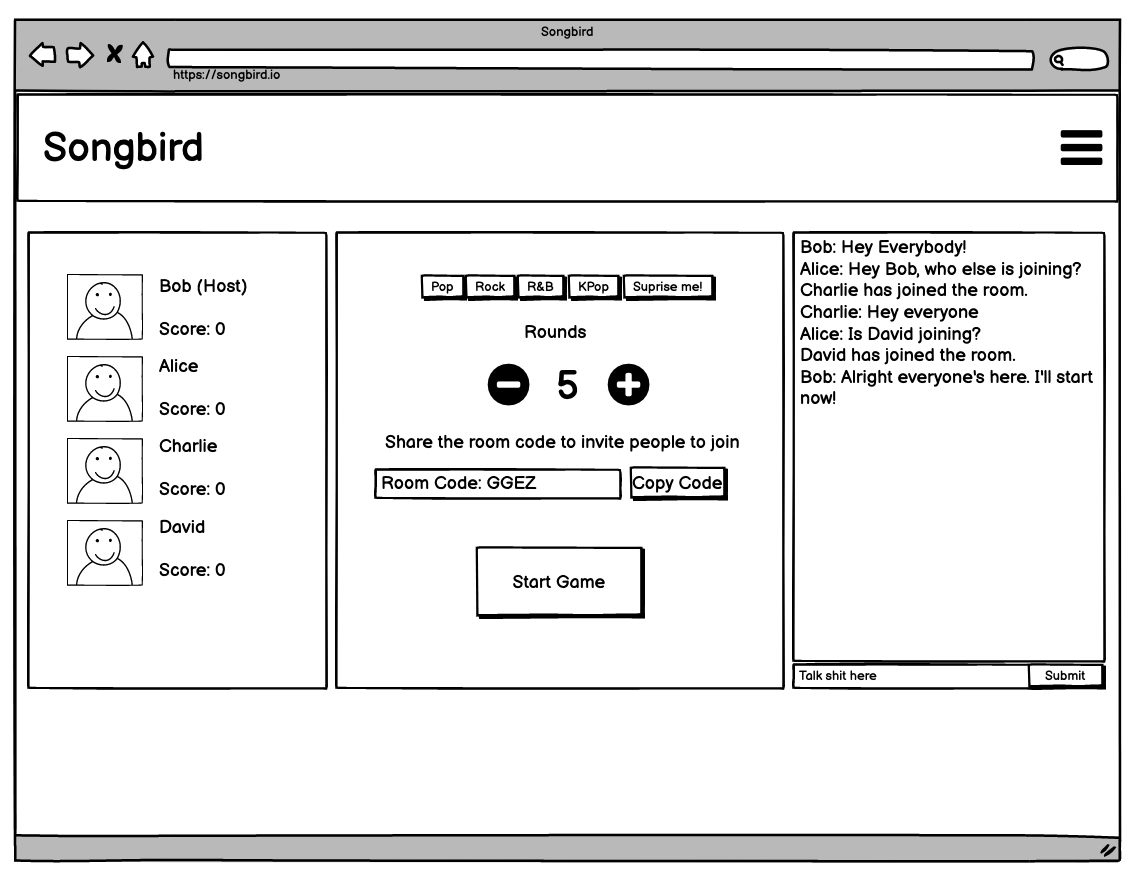 Songbird
https://songbird.io
Songbird
Bob (Host)
Score: 0
Alice
Score: 0
Charlie
Score: 0
David
Score: 0
Pop Rock R&B KPop Suprise me!
Rounds
5
Share the room code to invite people to join
Room Code: GGEZ Copy Code
Start Game
Bob: Hey Everybody!
Alice: Hey Bob, who else is joining?
Charlie has joined the room.
Charlie: Hey everyone
Alice: Is David joining?
David has joined the room.
Bob: Alright everyone's here. I'll start
now!
Talk shit here Submit